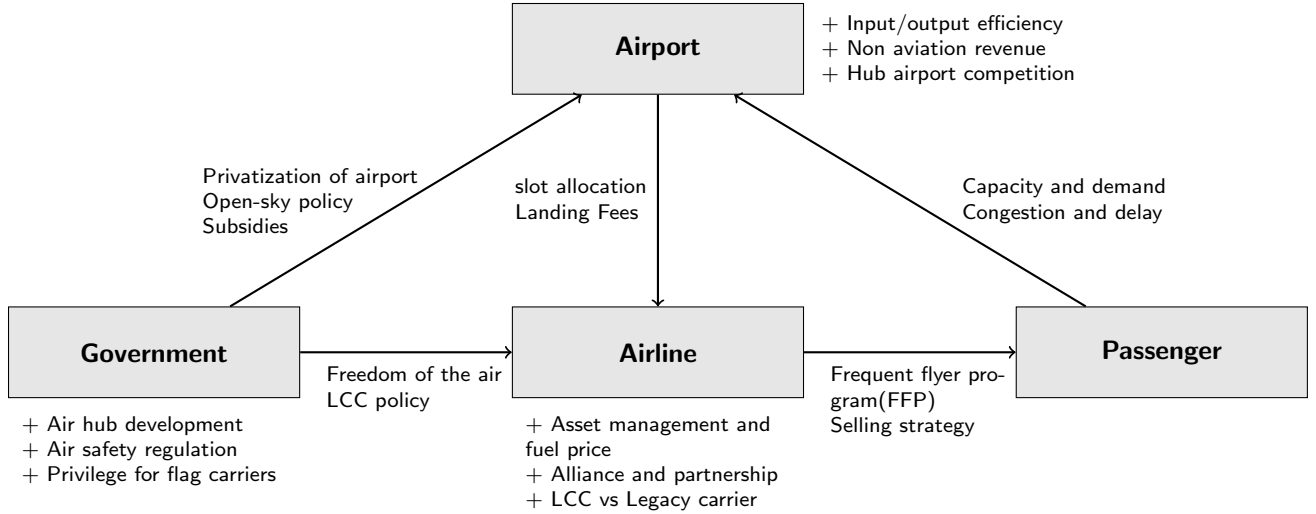 Airport
+ Input/output efficiency
+ Non aviation revenue
+ Hub airport competition
Privatization of airport
Open-sky policy
Subsidies
slot allocation
Landing Fees
Capacity and demand
Congestion and delay
Government
Airline
Passenger
Freedom of the air
LCC policy
Frequent flyer pro-
gram(FFP)
Selling strategy
+ Air hub development
+ Air safety regulation
+ Privilege for flag carriers
+ Asset management and
fuel price
+ Alliance and partnership
+ LCC vs Legacy carrier